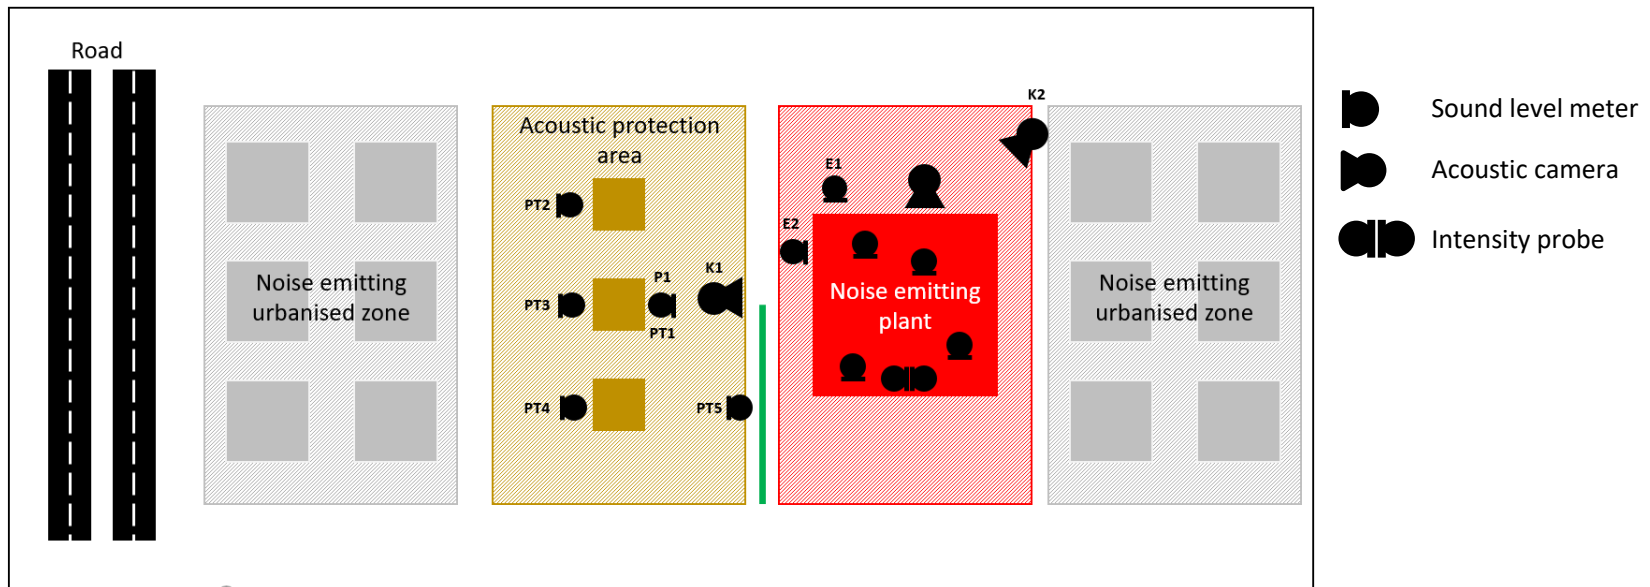 Road
Noise emitting
urbanised zone
Acoustic protection
area
PT2
PT3
P1
PT1
K1
PT4
PT5
E1
E2
K2
Noise emitting
plant
Noise emitting
urbanised zone
Sound level meter
Acoustic camera
Intensity probe